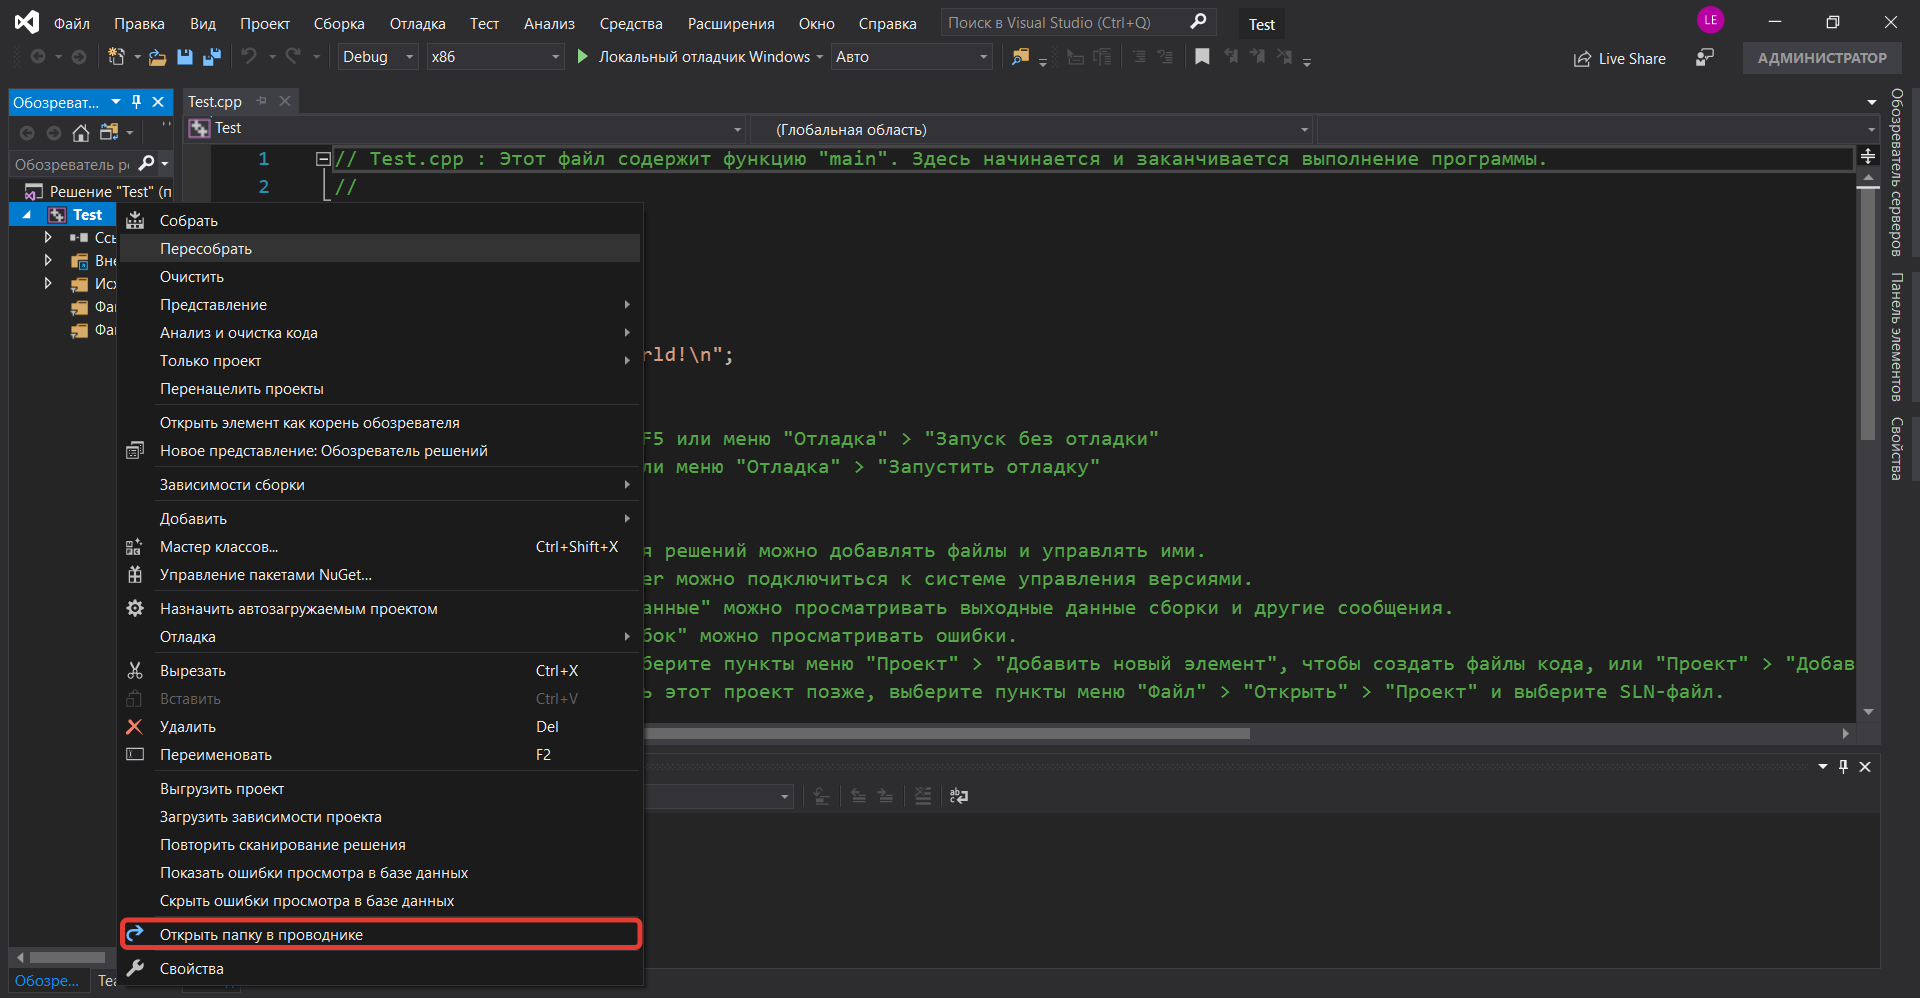 Файл Правка Вид Проект Сборка Отладка Тест Анализ Средства Расширения Окно Справка Поиск в Visual Studio (Ctrl+Q) Test LE
Debug x86 Локальный отладчик Windows Авто Live Share АДМИНИСТРАТОР
Обозреват...
Test.cpp
Test (Глобальная область)
Обозреватель ре
Решение "Test" (п
Test
Ссы
Вне
Исх
Фай
Фай
1 // Test.cpp : Этот файл содержит функцию "main". Здесь начинается и заканчивается выполнение программы.
2 //
rld!\n";
F5 или меню "Отладка" > "Запуск без отладки"
ли меню "Отладка" > "Запустить отладку"
я решений можно добавлять файлы и управлять ими.
er можно подключиться к системе управления версиями.
анные" можно просматривать выходные данные сборки и другие сообщения.
бок" можно просматривать ошибки.
берите пункты меню "Проект" > "Добавить новый элемент", чтобы создать файлы кода, или "Проект" > "Добав
ь этот проект позже, выберите пункты меню "Файл" > "Открыть" > "Проект" и выберите SLN-файл.
Собрать
Пересобрать
Очистить
Представление
Анализ и очистка кода
Только проект
Перенацелить проекты
Открыть элемент как корень обозревателя
Новое представление: Обозреватель решений
Зависимости сборки
Добавить
Мастер классов... Ctrl+Shift+X
Управление пакетами NuGet...
Назначить автозагружаемым проектом
Отладка
Вырезать Ctrl+X
Вставить Ctrl+V
Удалить Del
Переименовать F2
Выгрузить проект
Загрузить зависимости проекта
Повторить сканирование решения
Показать ошибки просмотра в базе данных
Скрыть ошибки просмотра в базе данных
Открыть папку в проводнике
Свойства
Обозре... Tea
Обозреватель серверов
Панель элементов
Свойства